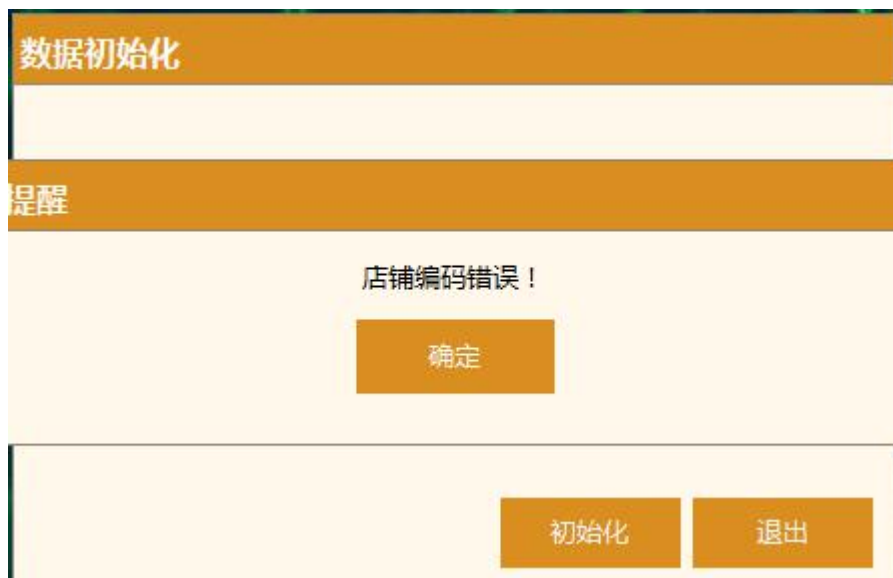 数据初始化
提醒
店铺编码错误！
确定
初始化 退出